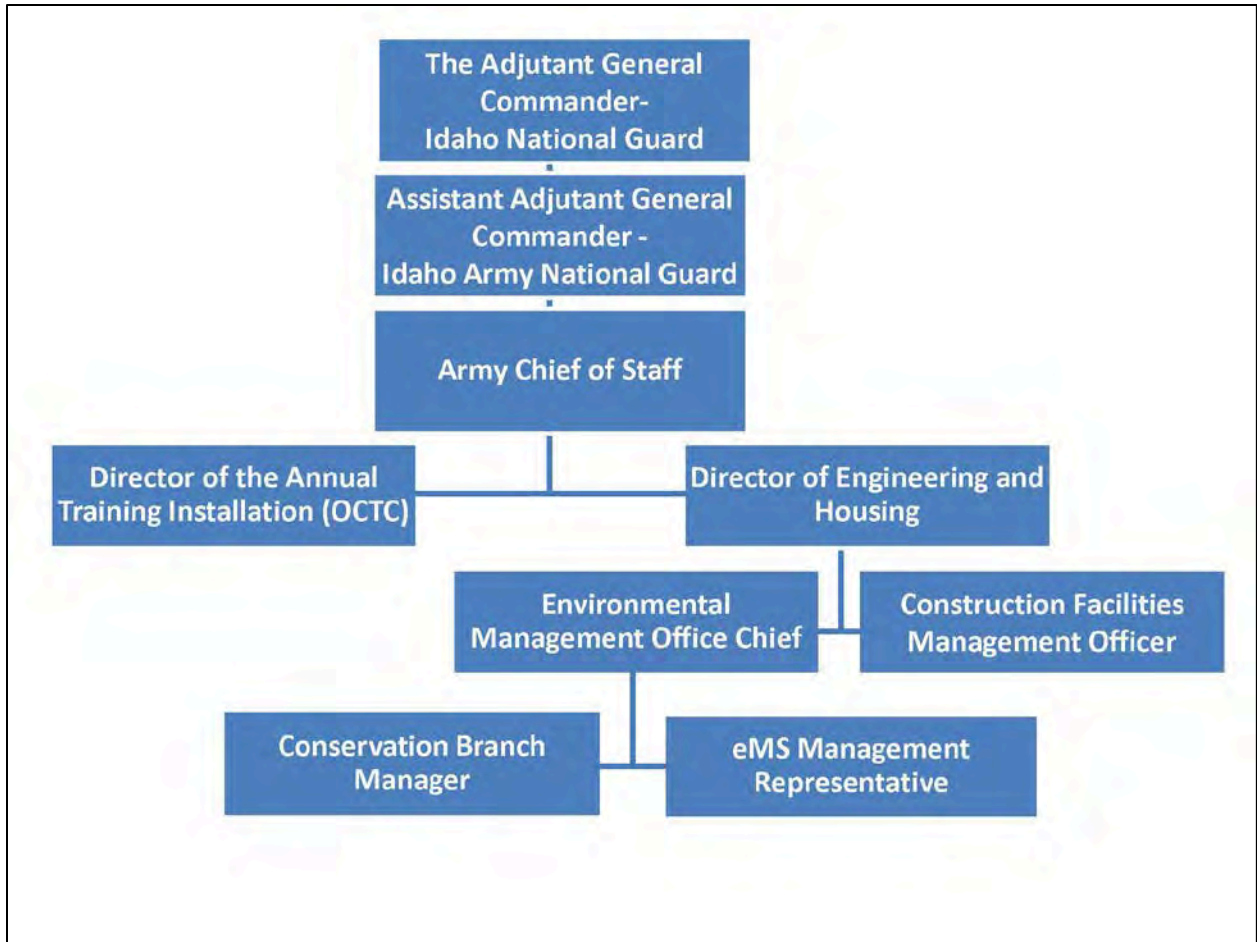 The Adjutant General
Commander-
Idaho National Guard
Assistant Adjutant General
Commander -
Idaho Army National Guard
Army Chief of Staff
Director of the Annual
Training Installation (OCTC)
Director of Engineering and
Housing
Environmental
Management Office Chief
Construction Facilities
Management Officer
Conservation Branch
Manager
eMS Management
Representative